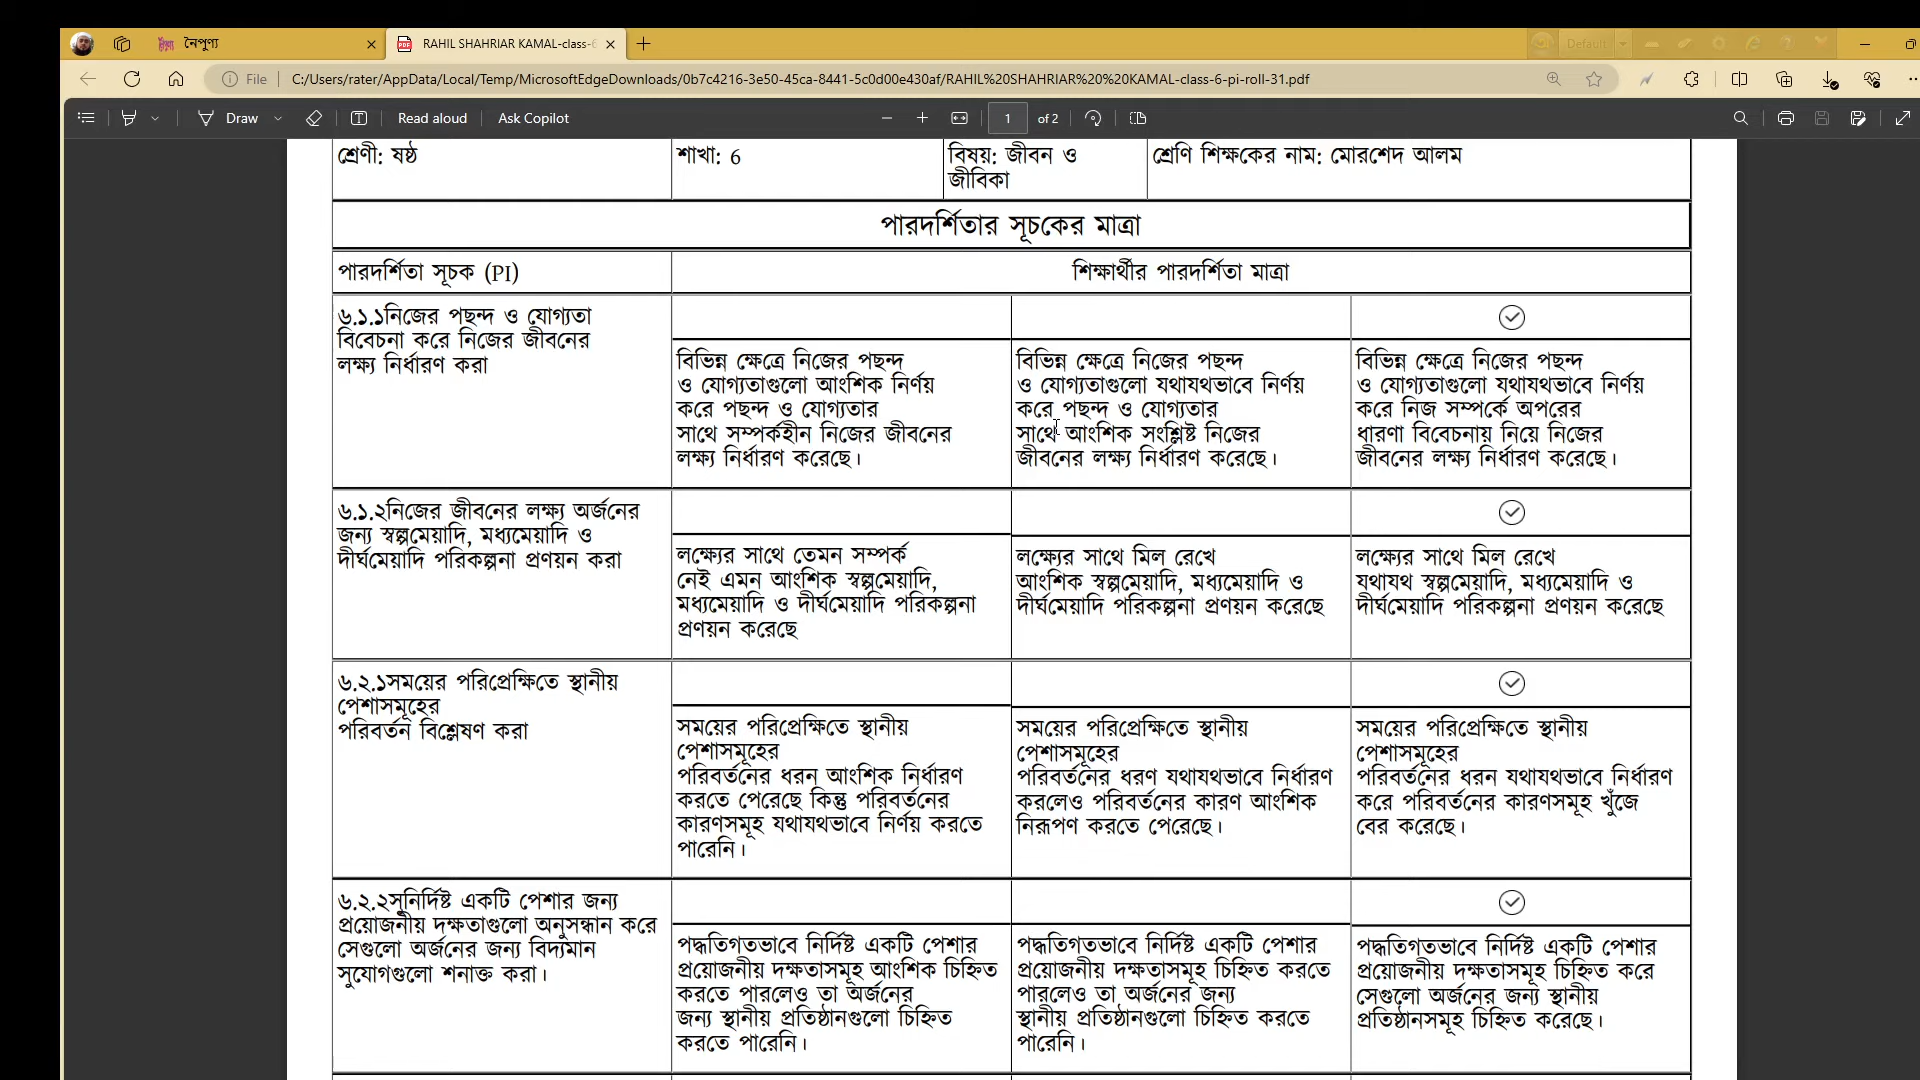 নৈপুণ্য
RAHIL SHAHRIAR KAMAL-class-6
File
C:/Users/rater/AppData/Local/Temp/MicrosoftEdgeDownloads/0b7c4216-3e50-45ca-8441-5c0d00e430af/RAHIL%20SHAHRIAR%20%20KAMAL-class-6-pi-roll-31.pdf
Draw
Read aloud
Ask Copilot
1 of 2
শ্রেণী: ষষ্ঠ
শাখা: 6
বিষয়: জীবন ও
জীবিকা
শ্রেণি শিক্ষকের নাম: মোরশেদ আলম
পারদর্শিতার সূচকের মাত্রা
পারদর্শিতা সূচক (PI)
শিক্ষার্থীর পারদর্শিতা মাত্রা
৬.১.১নিজের পছন্দ ও যোগ্যতা
বিবেচনা করে নিজের জীবনের
লক্ষ্য নির্ধারণ করা
বিভিন্ন ক্ষেত্রে নিজের পছন্দ
ও যোগ্যতাগুলো আংশিক নির্ণয়
করে পছন্দ ও যোগ্যতার
সাথে সম্পর্কহীন নিজের জীবনের
লক্ষ্য নির্ধারণ করেছে।
বিভিন্ন ক্ষেত্রে নিজের পছন্দ
ও যোগ্যতাগুলো যথাযথভাবে নির্ণয়
করে পছন্দ ও যোগ্যতার
সাথে আংশিক সংশ্লিষ্ট নিজের
জীবনের লক্ষ্য নির্ধারণ করেছে।
বিভিন্ন ক্ষেত্রে নিজের পছন্দ
ও যোগ্যতাগুলো যথাযথভাবে নির্ণয়
করে নিজ সম্পর্কে অপরের
ধারণা বিবেচনায় নিয়ে নিজের
জীবনের লক্ষ্য নির্ধারণ করেছে।
৬.১.২নিজের জীবনের লক্ষ্য অর্জনের
জন্য স্বল্পমেয়াদি, মধ্যমেয়াদি ও
দীর্ঘমেয়াদি পরিকল্পনা প্রণয়ন করা
লক্ষ্যের সাথে তেমন সম্পর্ক
নেই এমন আংশিক স্বল্পমেয়াদি,
মধ্যমেয়াদি ও দীর্ঘমেয়াদি পরিকল্পনা
প্রণয়ন করেছে
লক্ষ্যের সাথে মিল রেখে
আংশিক স্বল্পমেয়াদি, মধ্যমেয়াদি ও
দীর্ঘমেয়াদি পরিকল্পনা প্রণয়ন করেছে
লক্ষ্যের সাথে মিল রেখে
যথাযথ স্বল্পমেয়াদি, মধ্যমেয়াদি ও
দীর্ঘমেয়াদি পরিকল্পনা প্রণয়ন করেছে
৬.২.১সময়ের পরিপ্রেক্ষিতে স্থানীয়
পেশাসমূহের
পরিবর্তন বিশ্লেষণ করা
সময়ের পরিপ্রেক্ষিতে স্থানীয়
পেশাসমূহের
পরিবর্তনের ধরন আংশিক নির্ধারণ
করতে পেরেছে কিন্তু পরিবর্তনের
কারণসমূহ যথাযথভাবে নির্ণয় করতে
পারেনি।
সময়ের পরিপ্রেক্ষিতে স্থানীয়
পেশাসমূহের
পরিবর্তনের ধরণ যথাযথভাবে নির্ধারণ
করলেও পরিবর্তনের কারণ আংশিক
নিরূপণ করতে পেরেছে।
সময়ের পরিপ্রেক্ষিতে স্থানীয়
পেশাসমূহের
পরিবর্তনের ধরন যথাযথভাবে নির্ধারণ
করে পরিবর্তনের কারণসমূহ খুঁজে
বের করেছে।
৬.২.২সুনির্দিষ্ট একটি পেশার জন্য
প্রয়োজনীয় দক্ষতাগুলো অনুসন্ধান করে
সেগুলো অর্জনের জন্য বিদ্যমান
সুযোগগুলো শনাক্ত করা।
পদ্ধতিগতভাবে নির্দিষ্ট একটি পেশার
প্রয়োজনীয় দক্ষতাসমূহ আংশিক চিহ্নিত
করতে পারলেও তা অর্জনের
জন্য স্থানীয় প্রতিষ্ঠানগুলো চিহ্নিত
করতে পারেনি।
পদ্ধতিগতভাবে নির্দিষ্ট একটি পেশার
প্রয়োজনীয় দক্ষতাসমূহ চিহ্নিত করতে
পারলেও তা অর্জনের জন্য
স্থানীয় প্রতিষ্ঠানগুলো চিহ্নিত করতে
পারেনি।
পদ্ধতিগতভাবে নির্দিষ্ট একটি পেশার
প্রয়োজনীয় দক্ষতাসমূহ চিহ্নিত করে
সেগুলো অর্জনের জন্য স্থানীয়
প্রতিষ্ঠানসমূহ চিহ্নিত করেছে।